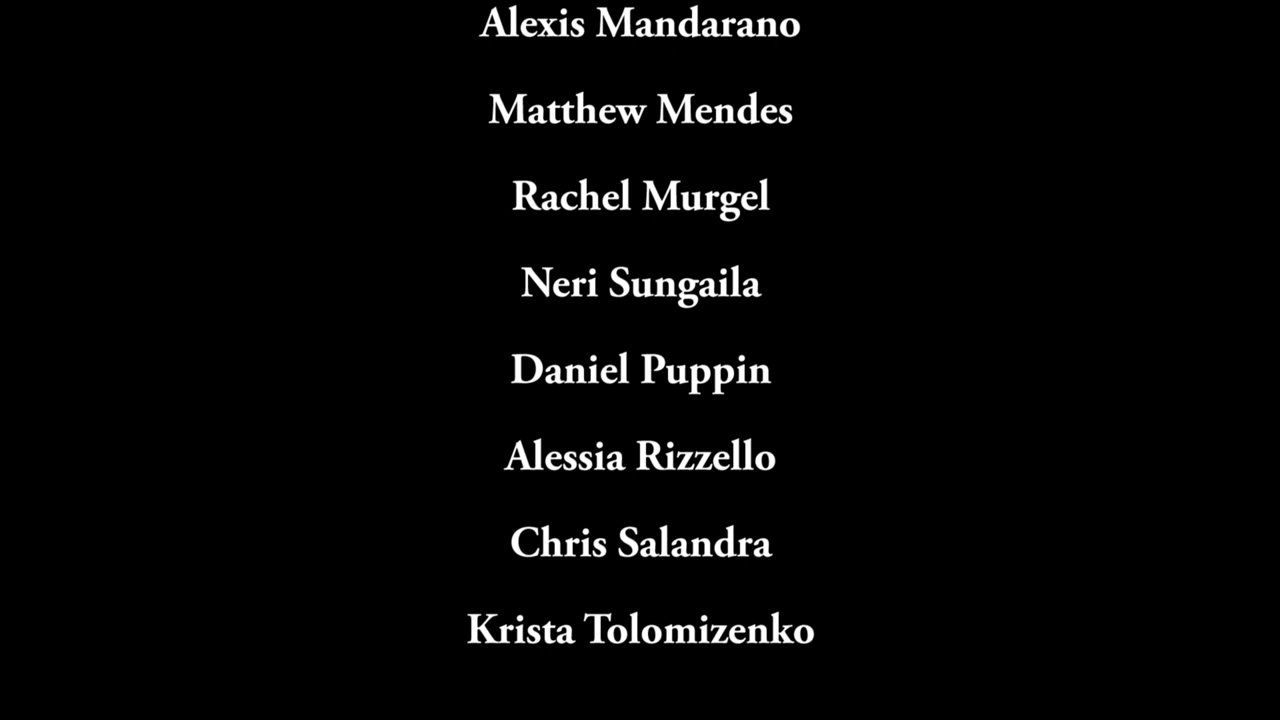 Alexis Mandarano
Matthew Mendes
Rachel Murgel
Neri Sungaila
Daniel Puppin
Alessia Rizzello
Chris Salandra
Krista Tolomizenko